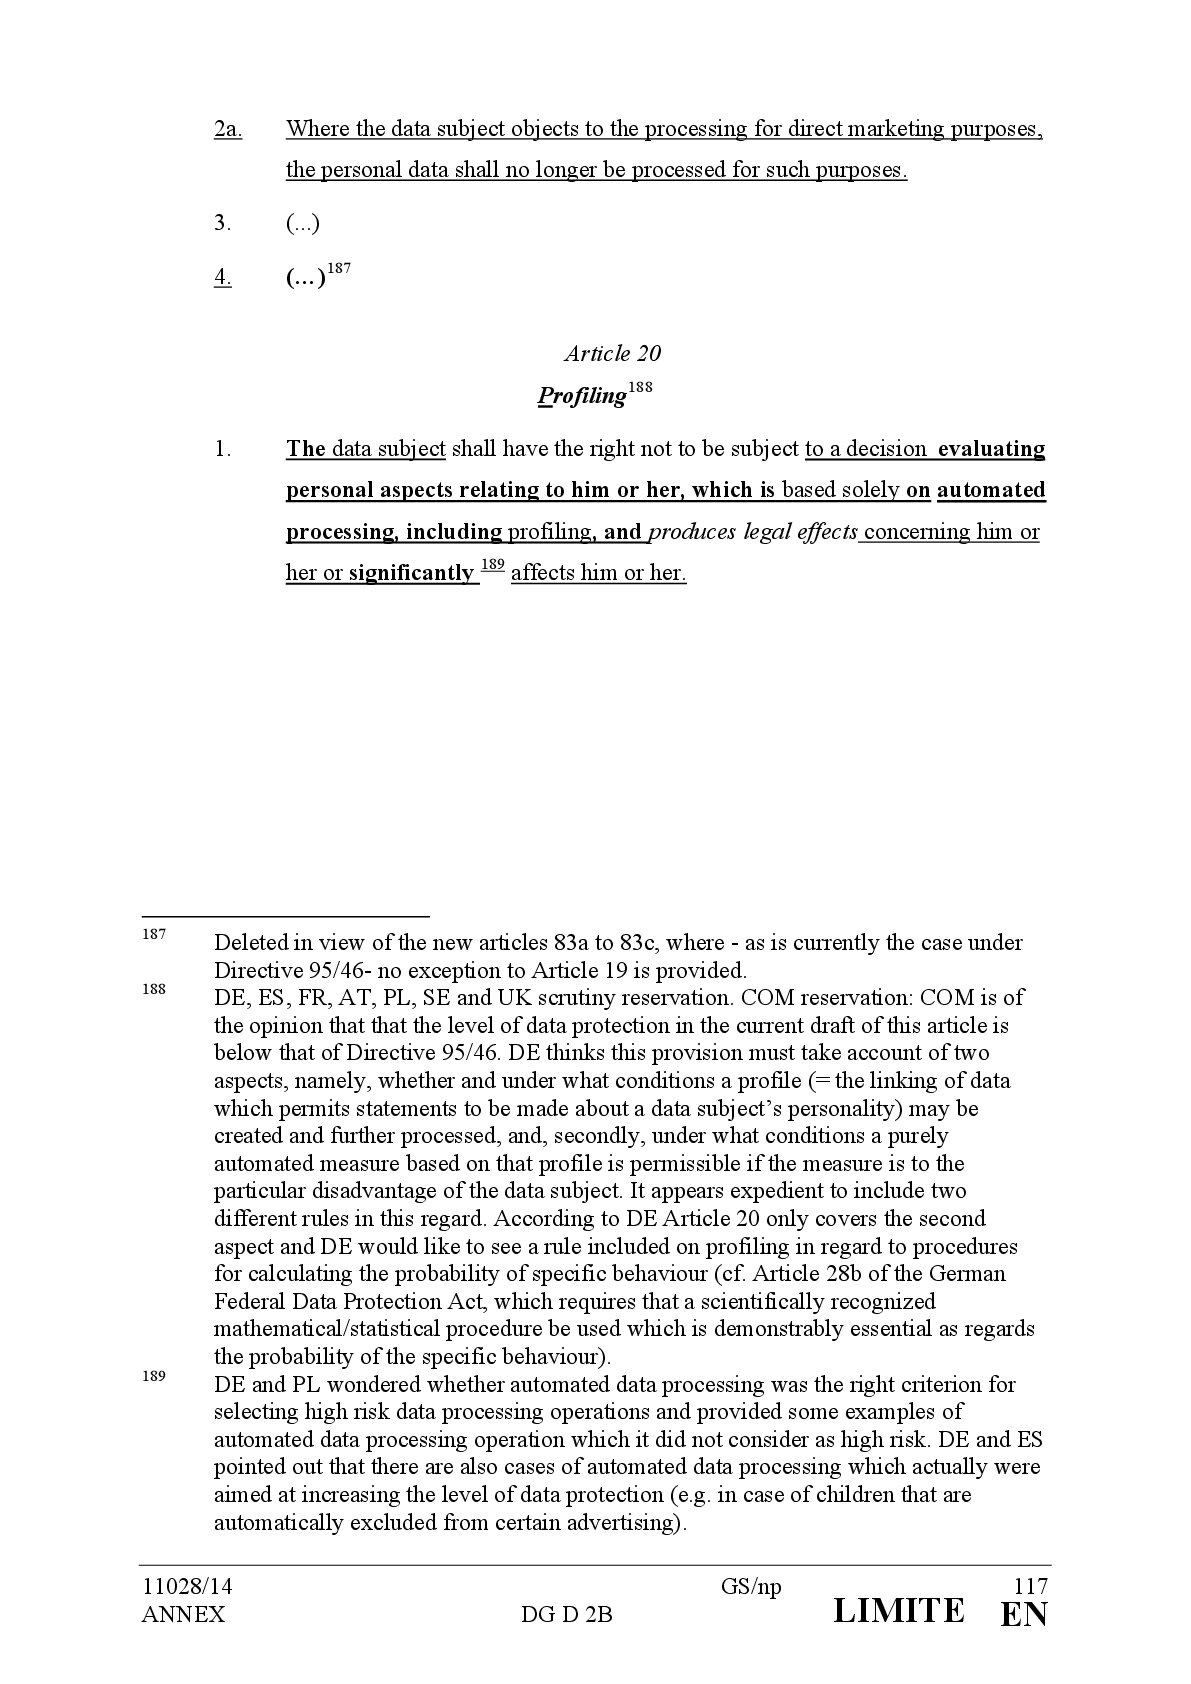 2a. Where the data subject objects to the processing for direct marketing purposes,
the personal data shall no longer be processed for such purposes.
3. (...)
4. (…)187
Article 20
Profiling188
1. The data subject shall have the right not to be subject to a decision evaluating
personal aspects relating to him or her, which is based solely on automated
processing, including profiling, and produces legal effects concerning him or
her or significantly 189 affects him or her.
187 Deleted in view of the new articles 83a to 83c, where - as is currently the case under
Directive 95/46- no exception to Article 19 is provided.
188 DE, ES, FR, AT, PL, SE and UK scrutiny reservation. COM reservation: COM is of
the opinion that that the level of data protection in the current draft of this article is
below that of Directive 95/46. DE thinks this provision must take account of two
aspects, namely, whether and under what conditions a profile (= the linking of data
which permits statements to be made about a data subject’s personality) may be
created and further processed, and, secondly, under what conditions a purely
automated measure based on that profile is permissible if the measure is to the
particular disadvantage of the data subject. It appears expedient to include two
different rules in this regard. According to DE Article 20 only covers the second
aspect and DE would like to see a rule included on profiling in regard to procedures
for calculating the probability of specific behaviour (cf. Article 28b of the German
Federal Data Protection Act, which requires that a scientifically recognized
mathematical/statistical procedure be used which is demonstrably essential as regards
the probability of the specific behaviour).
189 DE and PL wondered whether automated data processing was the right criterion for
selecting high risk data processing operations and provided some examples of
automated data processing operation which it did not consider as high risk. DE and ES
pointed out that there are also cases of automated data processing which actually were
aimed at increasing the level of data protection (e.g. in case of children that are
automatically excluded from certain advertising).
11028/14 GS/np 117
ANNEX DG D 2B LIMITE EN